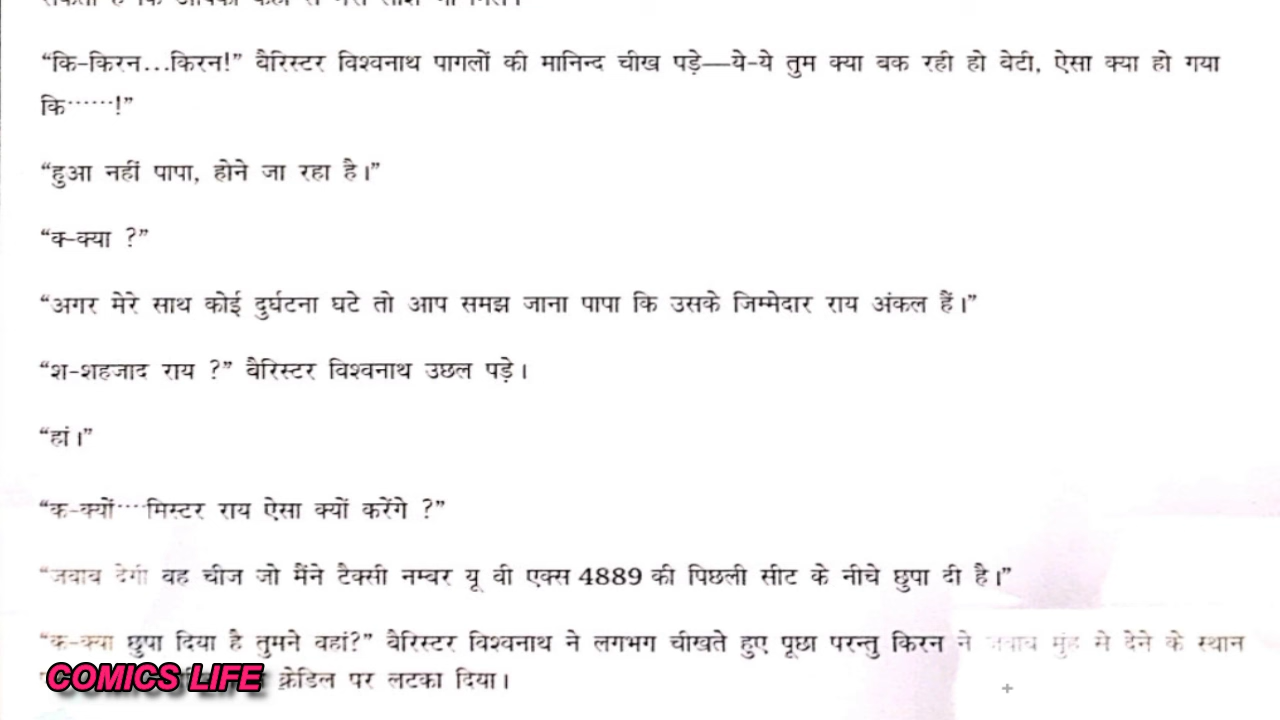 “कि-किरन...किरन!” बैरिस्टर विश्वनाथ पागलों की मानिन्द चीख पड़े—ये-ये तुम क्या बक रही हो बेटी, ऐसा क्या हो गया
कि······!”
“हुआ नहीं पापा, होने जा रहा है।”
“क्-क्या ?”
“अगर मेरे साथ कोई दुर्घटना घटे तो आप समझ जाना पापा कि उसके जिम्मेदार राय अंकल हैं।”
“श-शहजाद राय ?” बैरिस्टर विश्वनाथ उछल पड़े।
“हां।”
“क-क्यों····मिस्टर राय ऐसा क्यों करेंगे ?”
“जवाब देगी वह चीज जो मैंने टैक्सी नम्बर यू वी एक्स 4889 की पिछली सीट के नीचे छुपा दी है।”
“क-क्या छुपा दिया है तुमने वहां?” बैरिस्टर विश्वनाथ ने लगभग चीखते हुए पूछा परन्तु किरन ने जवाब मुंह से देने के स्थान
COMICS LIFE क्रेडिल पर लटका दिया।